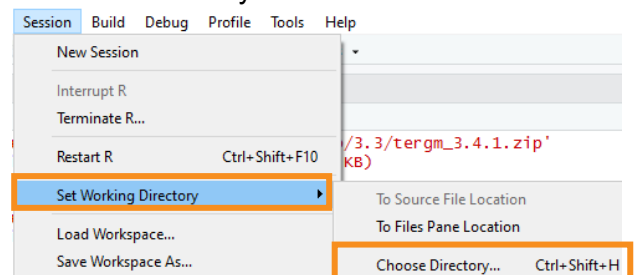 Session Build Debug Profile Tools Help
New Session
Interrupt R
Terminate R...
/3.3/tergm_3.4.1.zip'
Restart R Ctrl+Shift+F10
KB)
Set Working Directory
To Source File Location
To Files Pane Location
Load Workspace...
Save Workspace As...
Choose Directory... Ctrl+Shift+H